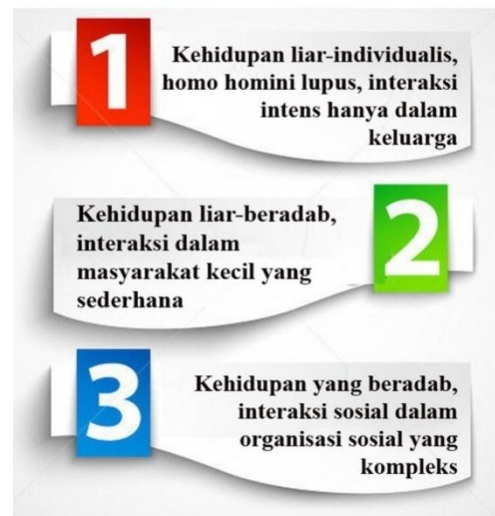 1
Kehidupan liar-individualis,
homo homini lupus, interaksi
intens hanya dalam
keluarga
2
Kehidupan liar-beradab,
interaksi dalam
masyarakat kecil yang
sederhana
3
Kehidupan yang beradab,
interaksi sosial dalam
organisasi sosial yang
kompleks